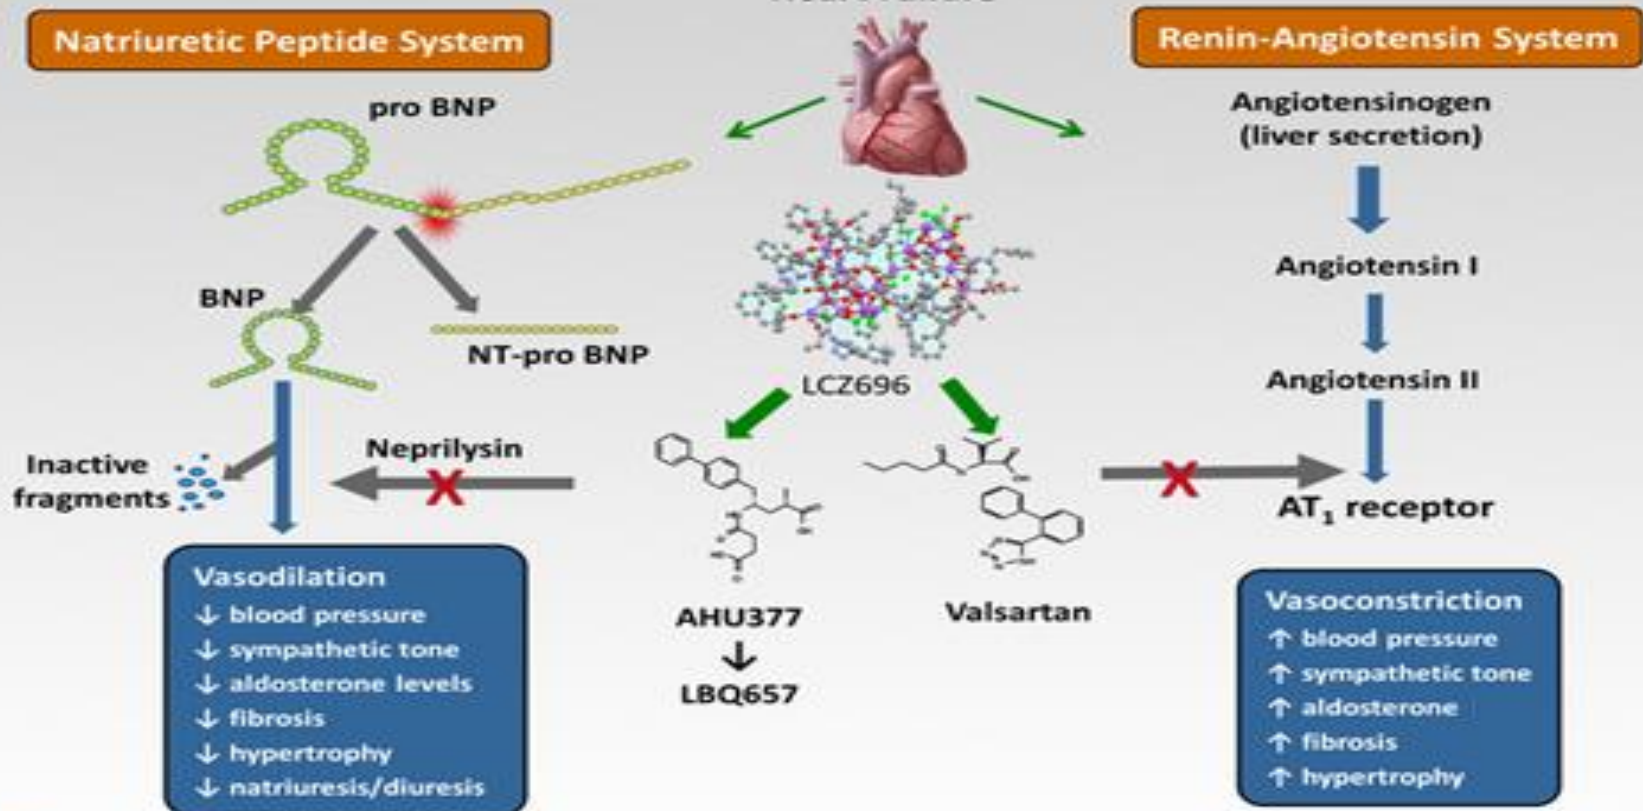 Natriuretic Peptide System
Renin-Angiotensin System
pro BNP
BNP
NT-pro BNP
Inactive
fragments
Neprilysin
X
Vasodilation
↓ blood pressure
↓ sympathetic tone
↓ aldosterone levels
↓ fibrosis
↓ hypertrophy
↓ natriuresis/diuresis
LCZ696
AHU377
↓
LBQ657
Valsartan
X
Angiotensinogen
(liver secretion)
Angiotensin I
Angiotensin II
AT₁ receptor
Vasoconstriction
↑ blood pressure
↑ sympathetic tone
↑ aldosterone
↑ fibrosis
↑ hypertrophy